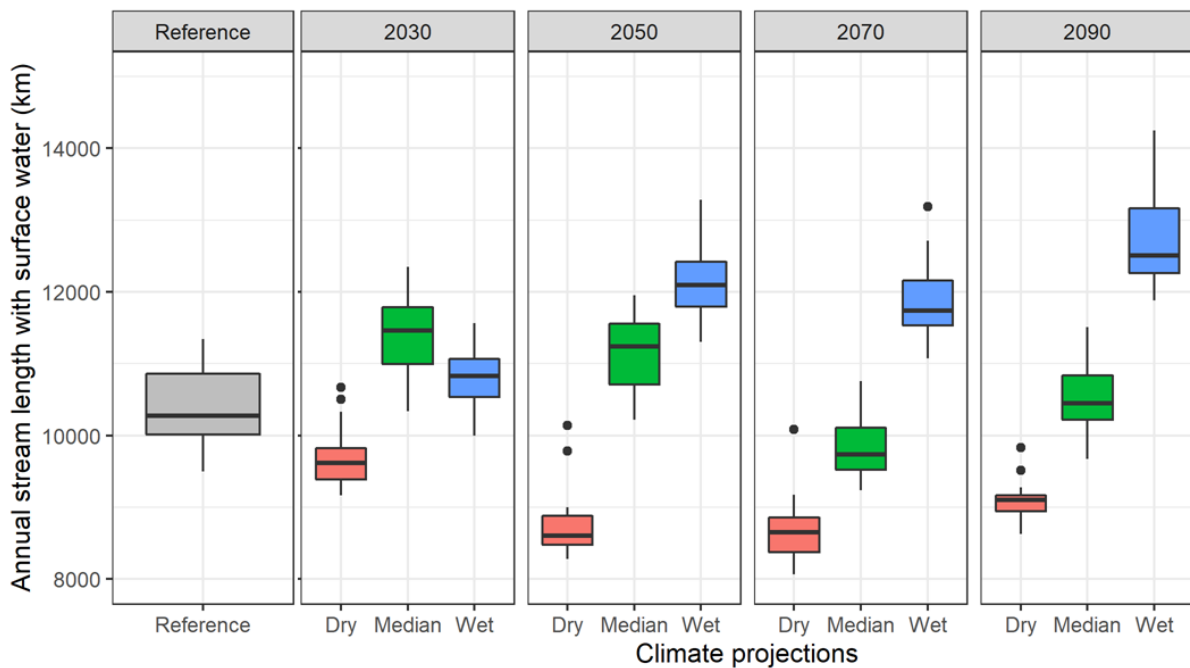 Reference
2030
2050
2070
2090
Annual stream length with surface water (km)
14000
12000
10000
8000
Reference
Dry Median Wet
Dry Median Wet
Dry Median Wet
Dry Median Wet
Climate projections